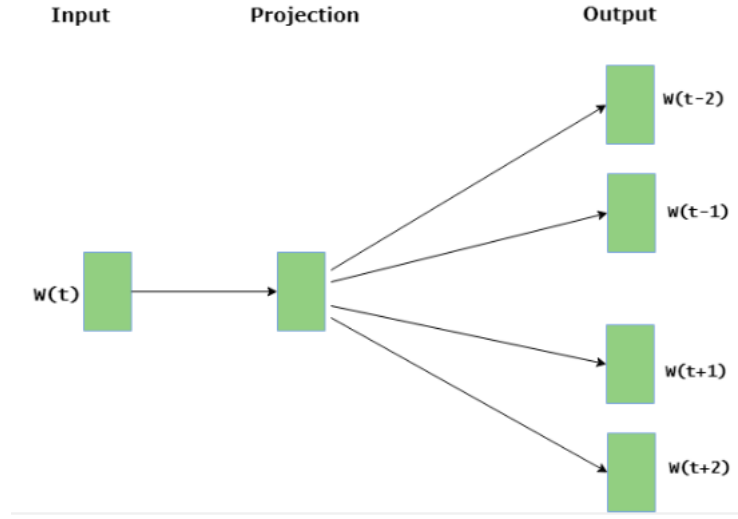 Input Projection Output
W(t-2)
W(t-1)
W(t)
W(t+1)
W(t+2)